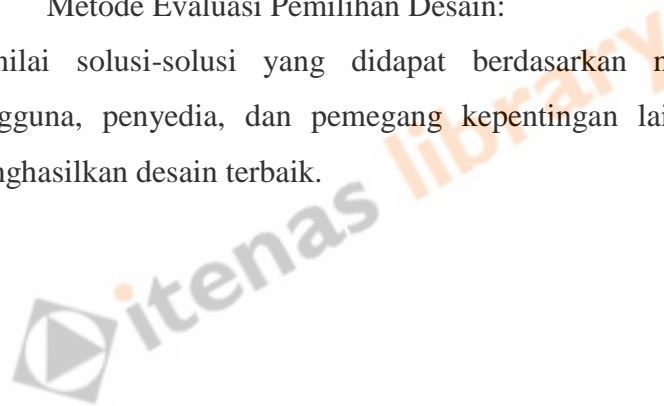 Metode Evaluasi Pemilihan Desain:
nilai solusi-solusi yang didapat berdasarkan
gguna, penyedia, dan pemegang kepentingan lai
nghasilkan desain terbaik.
itenas library